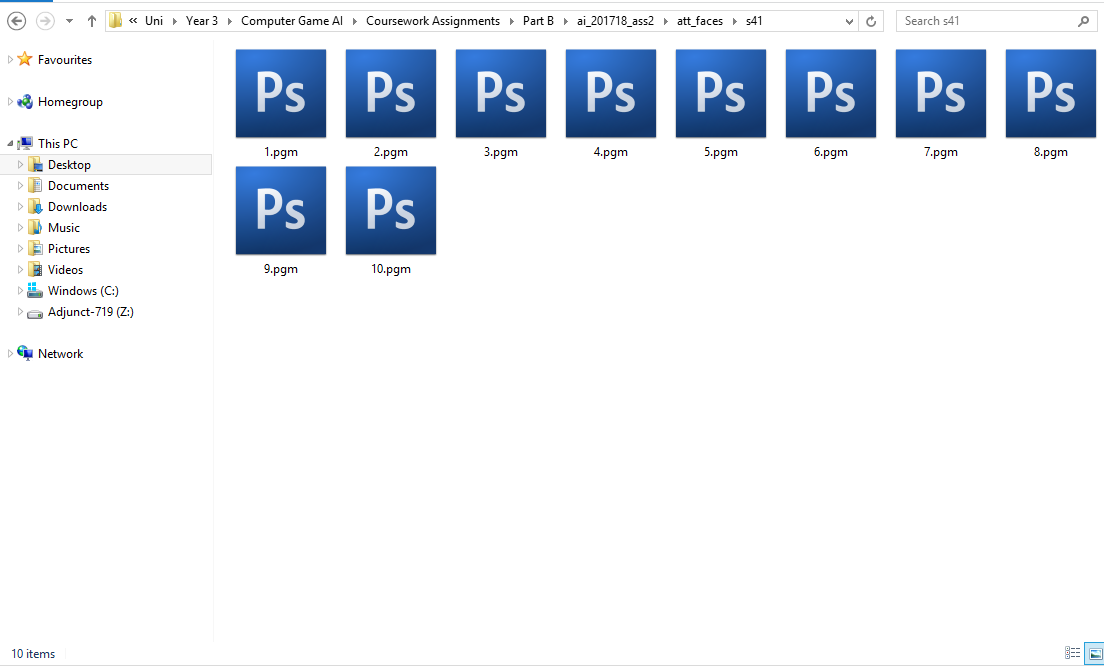 « Uni Year 3 Computer Game AI Coursework Assignments Part B ai_201718_ass2 att_faces s41 Search s41
Favourites
Homegroup
This PC
Desktop
Documents
Downloads
Music
Pictures
Videos
Windows (C:)
Adjunct-719 (Z:)
Network
Ps Ps Ps Ps Ps Ps Ps Ps
1.pgm 2.pgm 3.pgm 4.pgm 5.pgm 6.pgm 7.pgm 8.pgm
Ps Ps
9.pgm 10.pgm
10 items